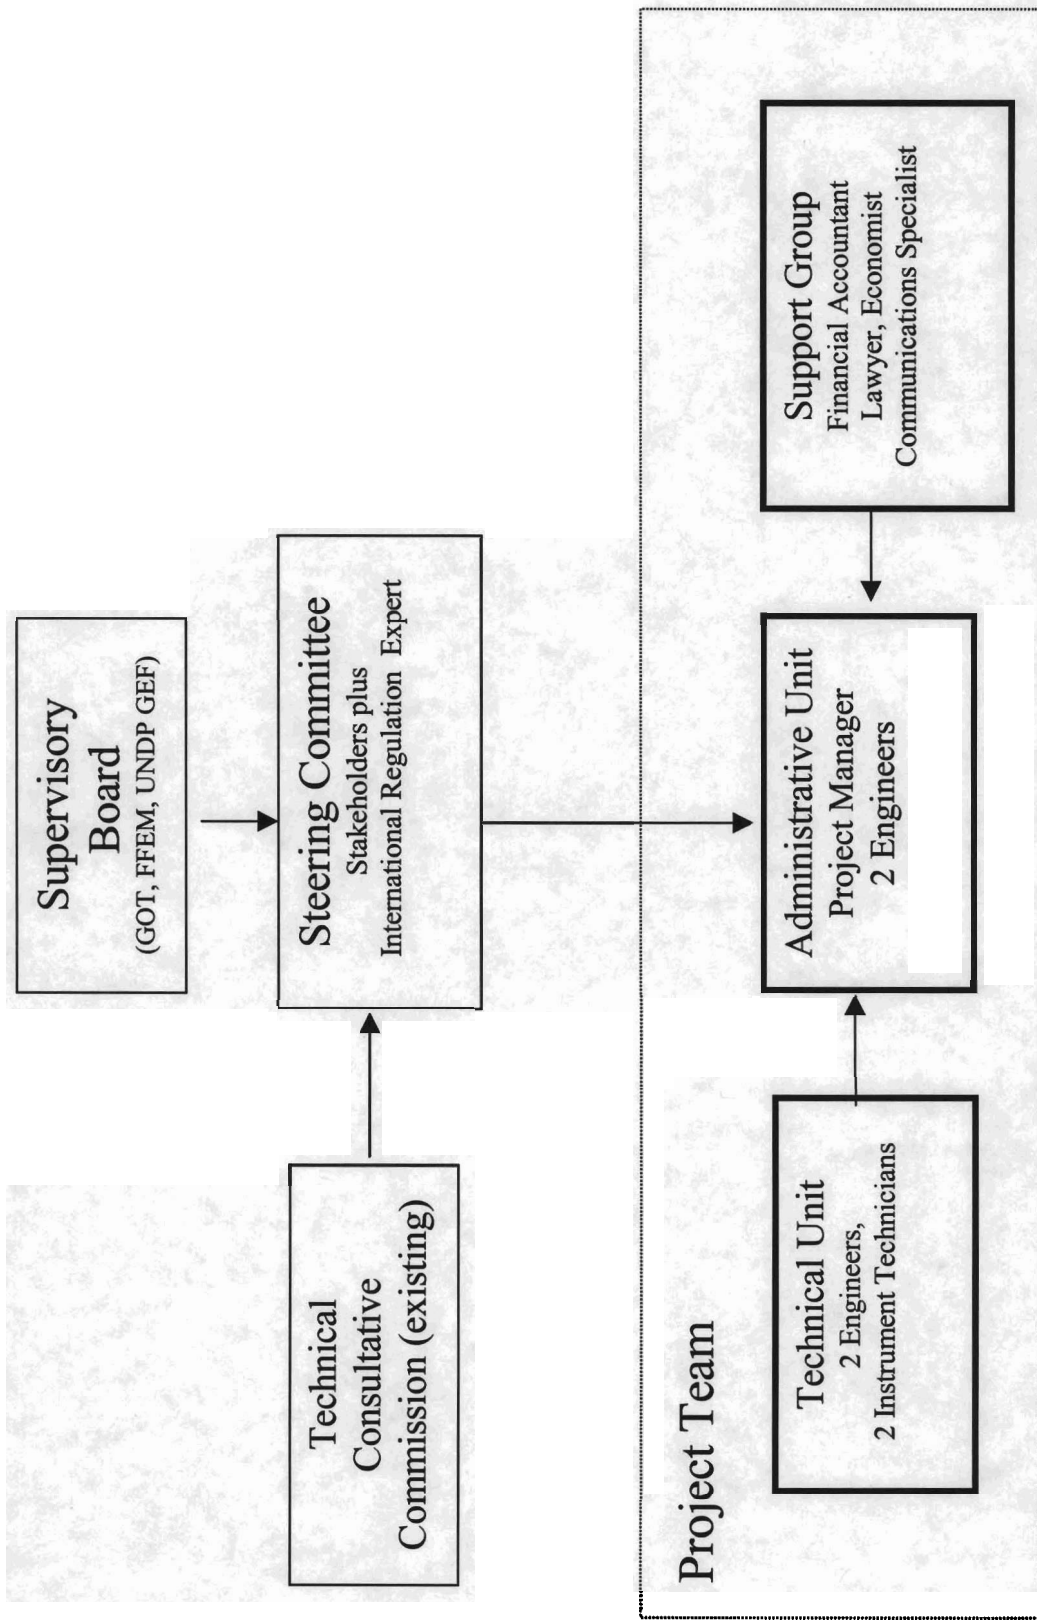 Supervisory
Board
(GOT, FFEM, UNDP GEF)
Technical
Consultative
Commission (existing)
Steering Committee
Stakeholders plus
International Regulation Expert
Project Team
Technical Unit
2 Engineers,
2 Instrument Technicians
Administrative Unit
Project Manager
2 Engineers
Support Group
Financial Accountant
Lawyer, Economist
Communications Specialist